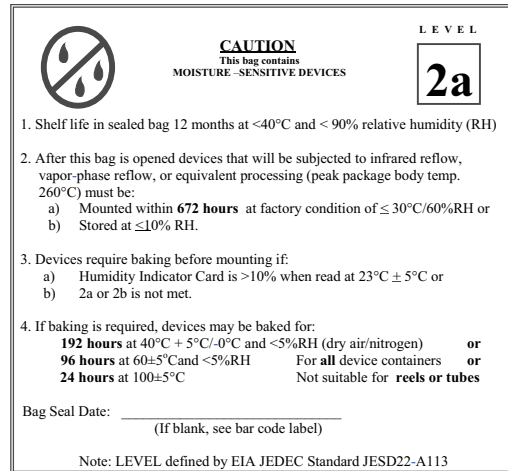 LEVEL
CAUTION
This bag contains
MOISTURE –SENSITIVE DEVICES
2a
1. Shelf life in sealed bag 12 months at <40°C and < 90% relative humidity (RH)
2. After this bag is opened devices that will be subjected to infrared reflow,
vapor-phase reflow, or equivalent processing (peak package body temp.
260°C) must be:
a) Mounted within 672 hours at factory condition of ≤ 30°C/60%RH or
b) Stored at ≤10% RH.
3. Devices require baking before mounting if:
a) Humidity Indicator Card is >10% when read at 23°C ± 5°C or
b) 2a or 2b is not met.
4. If baking is required, devices may be baked for:
192 hours at 40°C + 5°C/-0°C and <5%RH (dry air/nitrogen) or
96 hours at 60±5°Cand <5%RH For all device containers or
24 hours at 100±5°C Not suitable for reels or tubes
Bag Seal Date: ______________________________
(If blank, see bar code label)
Note: LEVEL defined by EIA JEDEC Standard JESD22-A113